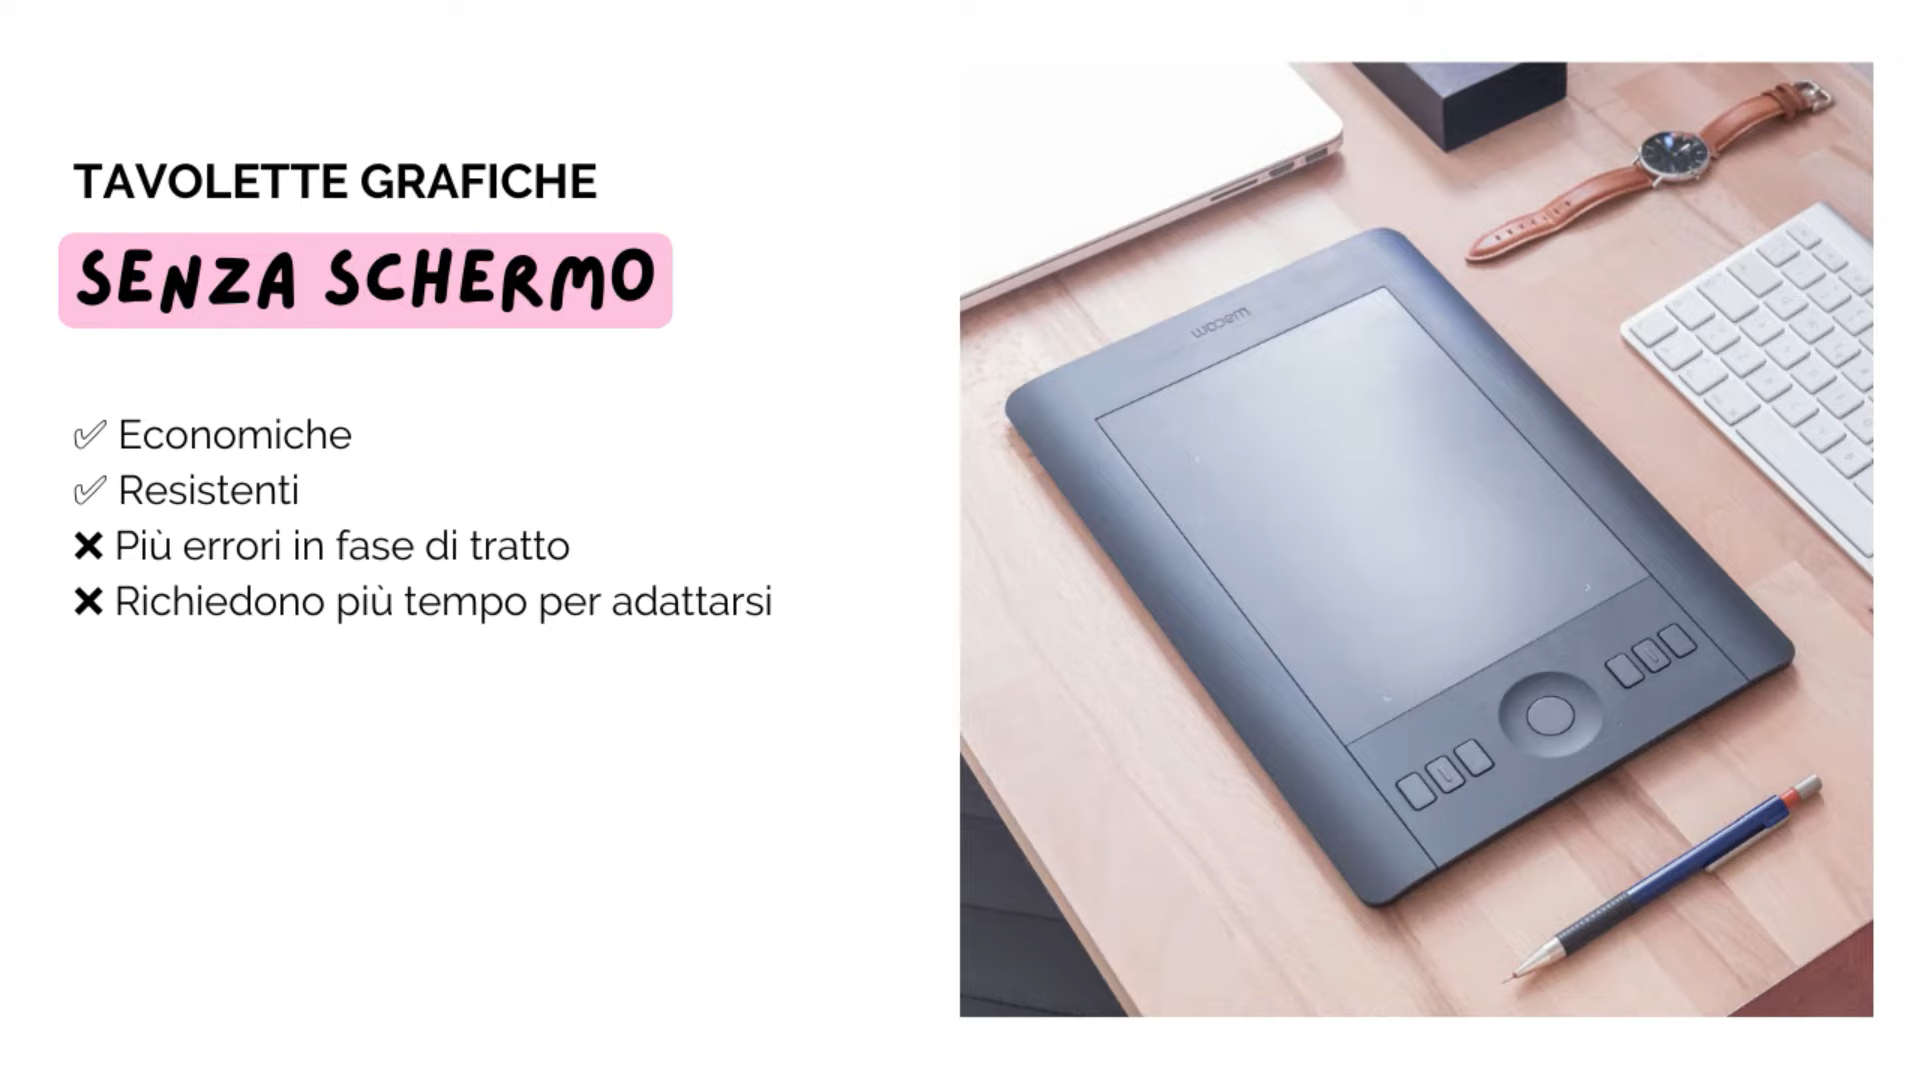 TAVOLETTE GRAFICHE
SENZA SCHERMO
✅ Economiche
✅ Resistenti
❌ Più errori in fase di tratto
❌ Richiedono più tempo per adattarsi
wacom